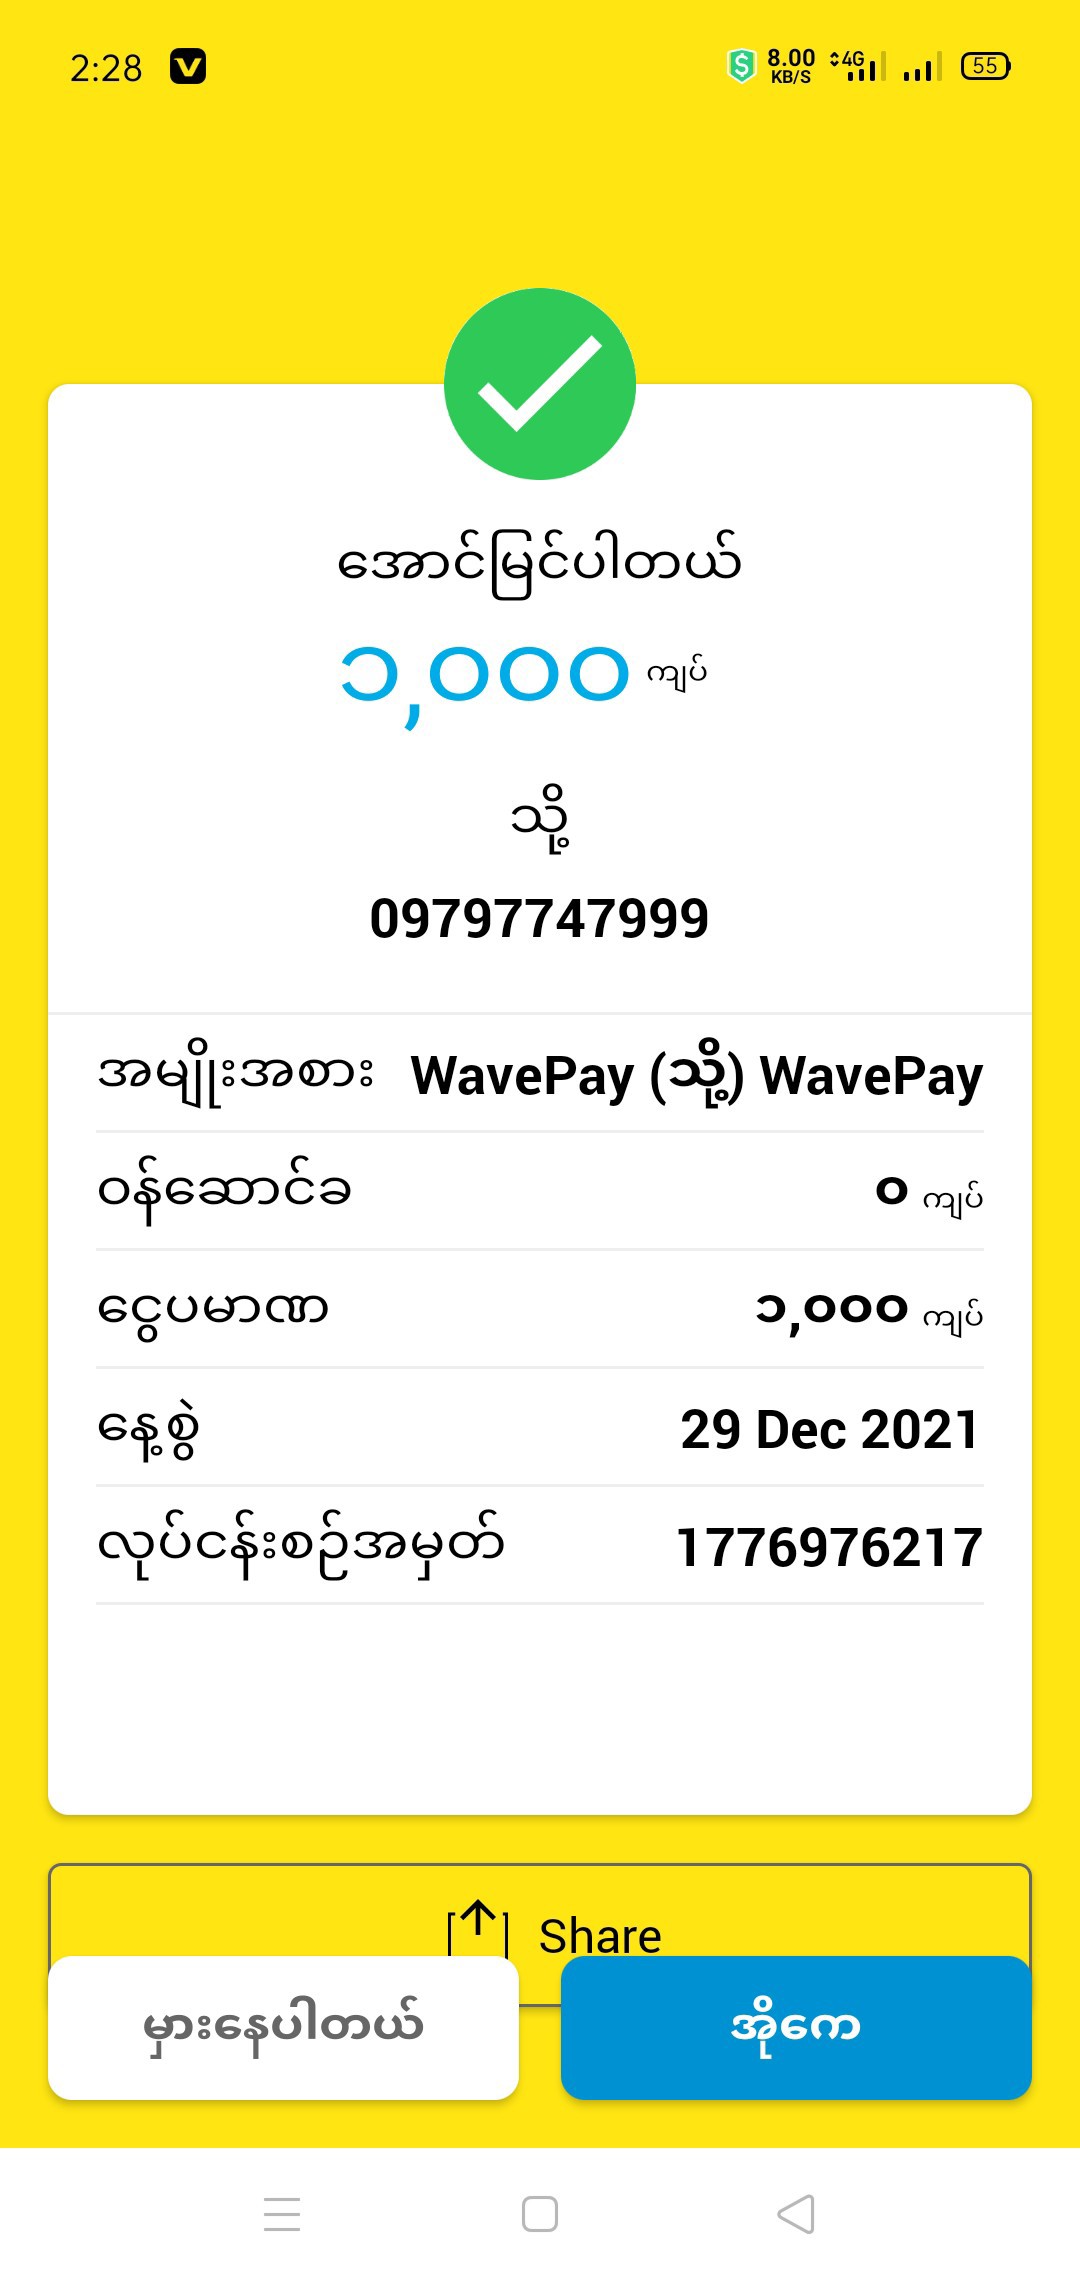 2:28
8.00 KB/S 4G 55
အောင်မြင်ပါတယ်
၁,၀၀၀ ကျပ်
သို့
09797747999
အမျိုးအစား WavePay (သို့) WavePay
ဝန်ဆောင်ခ ၀ ကျပ်
ငွေပမာဏ ၁,၀၀၀ ကျပ်
နေ့စွဲ 29 Dec 2021
လုပ်ငန်းစဉ်အမှတ် 1776976217
Share
မှားနေပါတယ် အိုကေ